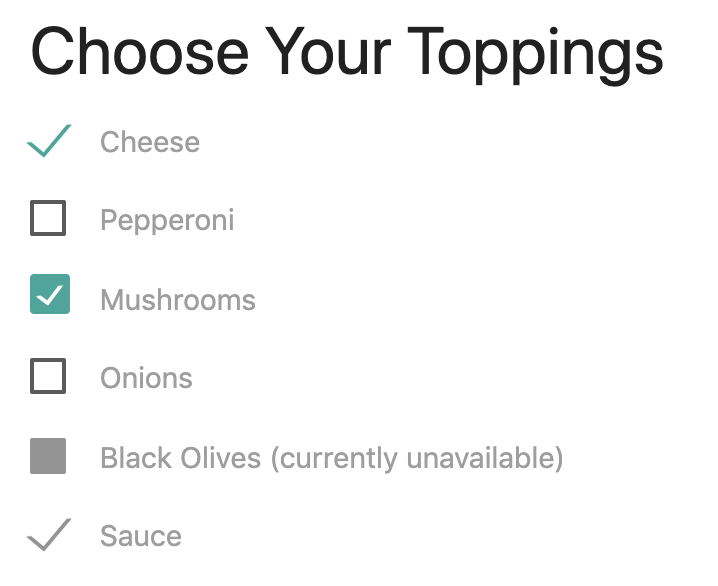 Choose Your Toppings
Cheese
Pepperoni
Mushrooms
Onions
Black Olives (currently unavailable)
Sauce